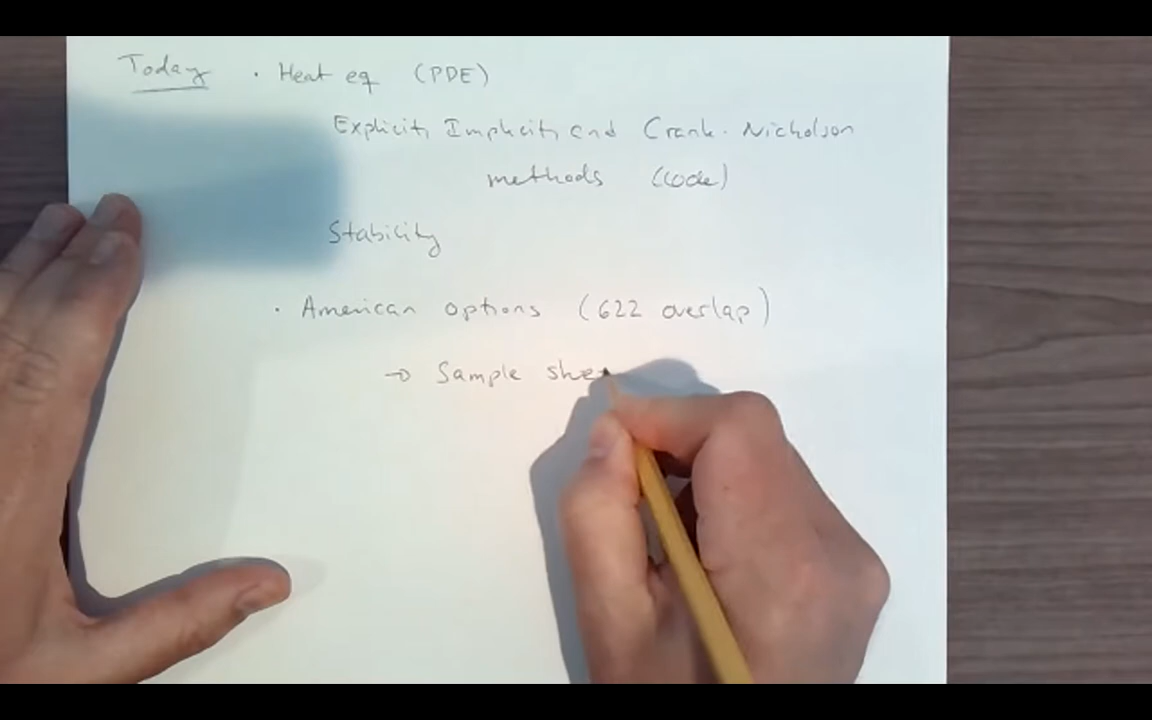 Today · Heat eq (PDE)
Explicit, Implicit, and Crank-Nicholson
methods (code)
Stability
· American options (622 overlap)
→ Sample she